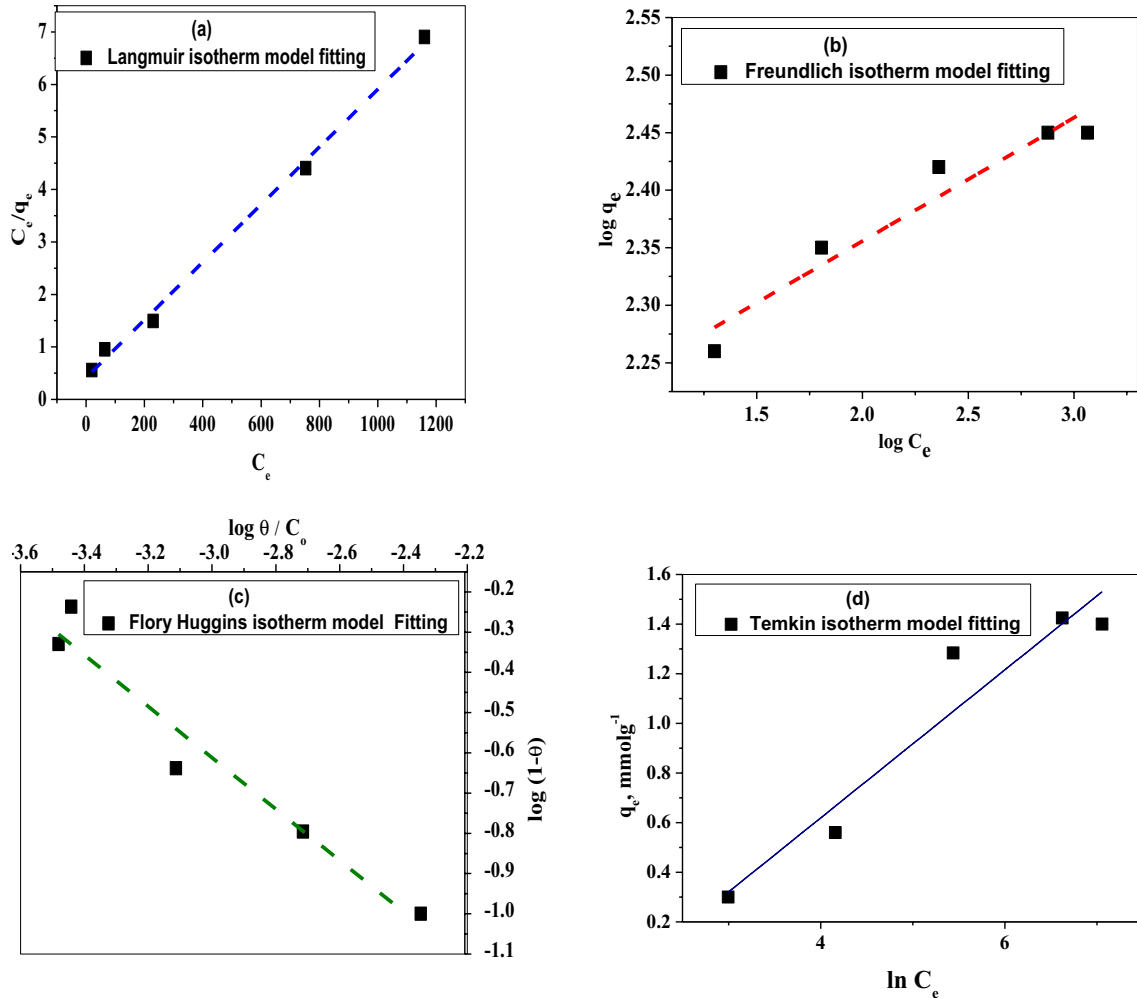 (a)
Langmuir isotherm model fitting
7
6
5
4
3
2
1
0
C_e/q_e
0 200 400 600 800 1000 1200
C_e
(b)
Freundlich isotherm model fitting
2.55
2.50
2.45
2.40
2.35
2.30
2.25
log q_e
1.5 2.0 2.5 3.0
log C_e
log θ / C_o
-3.6 -3.4 -3.2 -3.0 -2.8 -2.6 -2.4 -2.2
(c)
Flory Huggins isotherm model Fitting
-0.2
-0.3
-0.4
-0.5
-0.6
-0.7
-0.8
-0.9
-1.0
-1.1
log (1-θ)
(d)
Temkin isotherm model fitting
1.6
1.4
1.2
1.0
0.8
0.6
0.4
0.2
q_e, mmolg^-1
4 6
ln C_e